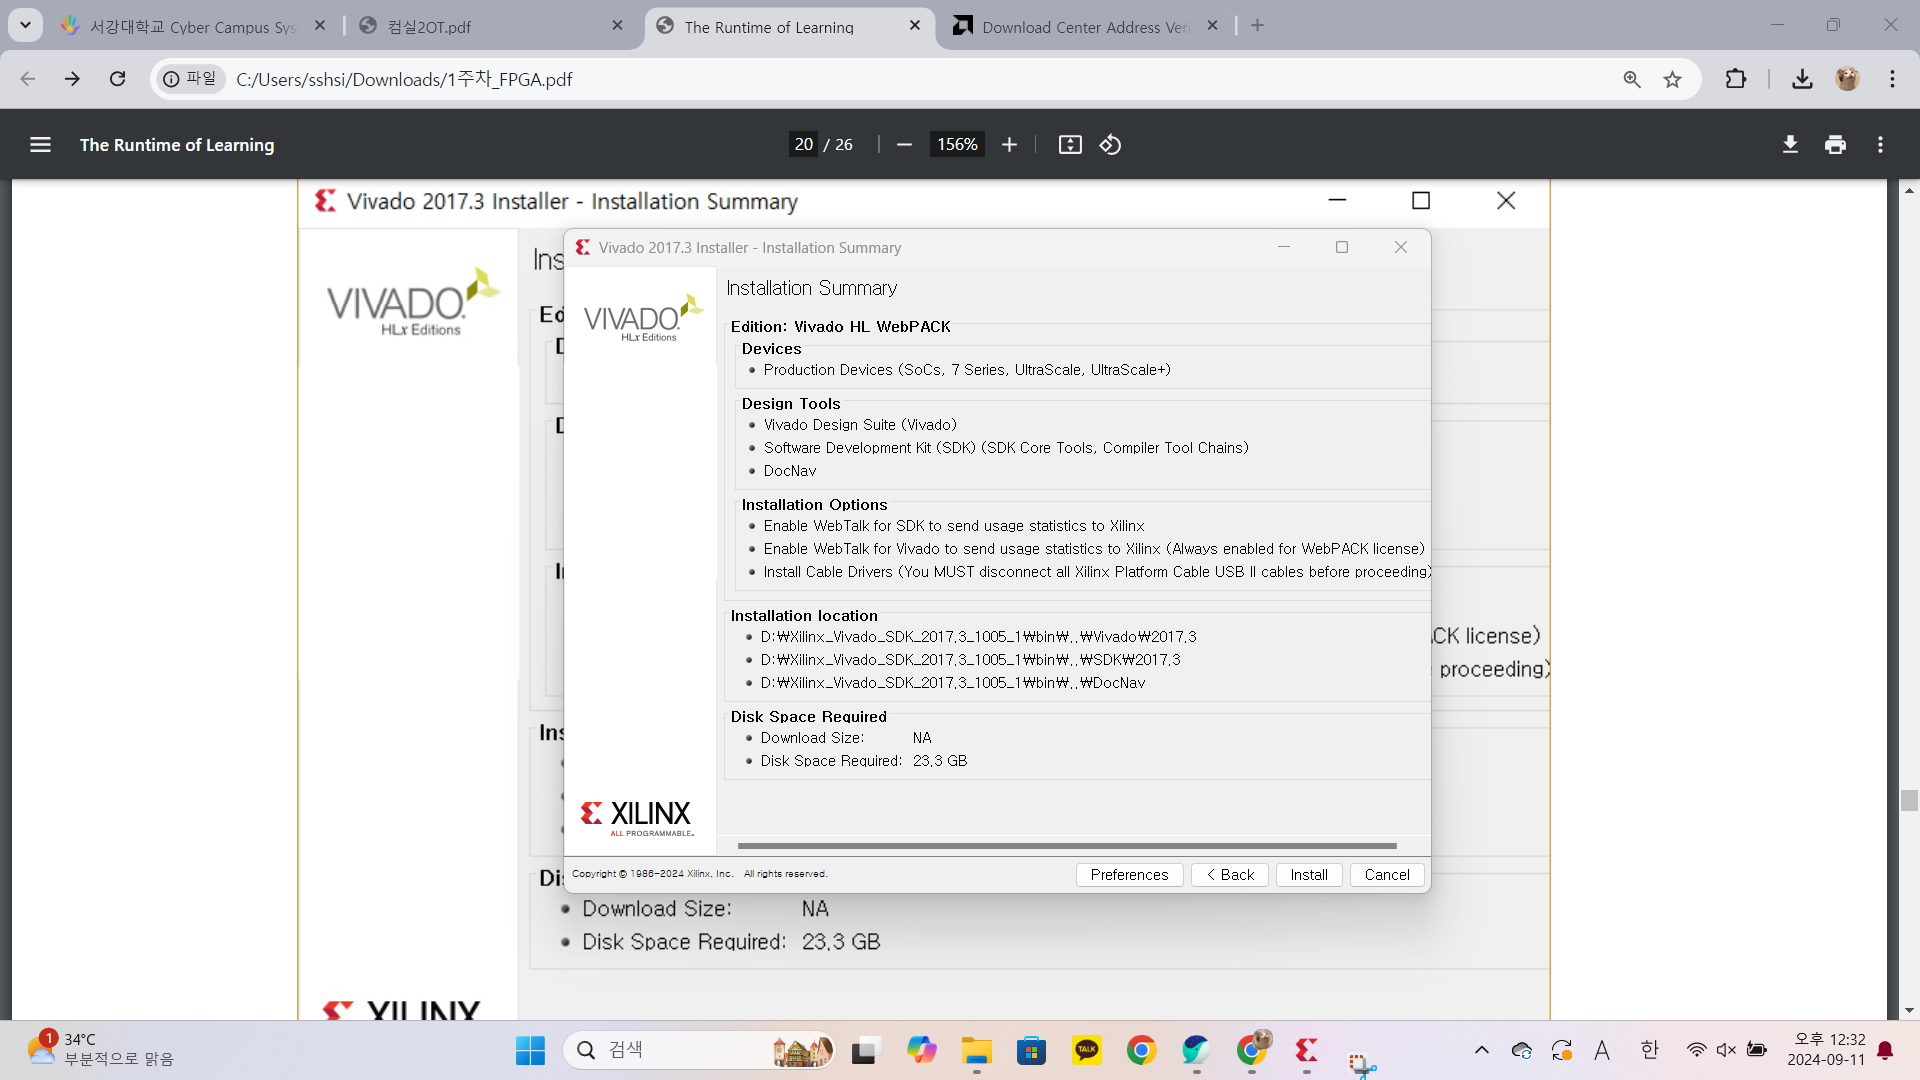 서강대학교 Cyber Campus Sys
컴실2OT.pdf
The Runtime of Learning
Download Center Address Veri
파일
C:/Users/sshsi/Downloads/1주차_FPGA.pdf
The Runtime of Learning
20 / 26
156%
Vivado 2017.3 Installer - Installation Summary
VIVADO.
HLx Editions
Ins
Ed
D
D
I
CK license)
proceeding)
Ins
Di
Download Size: NA
Disk Space Required: 23,3 GB
XILINX
Vivado 2017.3 Installer - Installation Summary
VIVADO.
HLx Editions
Installation Summary
Edition: Vivado HL WebPACK
Devices
Production Devices (SoCs, 7 Series, UltraScale, UltraScale+)
Design Tools
Vivado Design Suite (Vivado)
Software Development Kit (SDK) (SDK Core Tools, Compiler Tool Chains)
DocNav
Installation Options
Enable WebTalk for SDK to send usage statistics to Xilinx
Enable WebTalk for Vivado to send usage statistics to Xilinx (Always enabled for WebPACK license)
Install Cable Drivers (You MUST disconnect all Xilinx Platform Cable USB II cables before proceeding)
Installation location
D:₩Xilinx_Vivado_SDK_2017,3_1005_1₩bin₩,,₩Vivado₩2017,3
D:₩Xilinx_Vivado_SDK_2017,3_1005_1₩bin₩,,₩SDK₩2017,3
D:₩Xilinx_Vivado_SDK_2017,3_1005_1₩bin₩,,₩DocNav
Disk Space Required
Download Size: NA
Disk Space Required: 23,3 GB
XILINX
ALL PROGRAMMABLE.
Copyright © 1986-2024 Xilinx, Inc. All rights reserved.
Preferences
< Back
Install
Cancel
1
34°C
부분적으로 맑음
검색
TALK
A
한
오후 12:32
2024-09-11